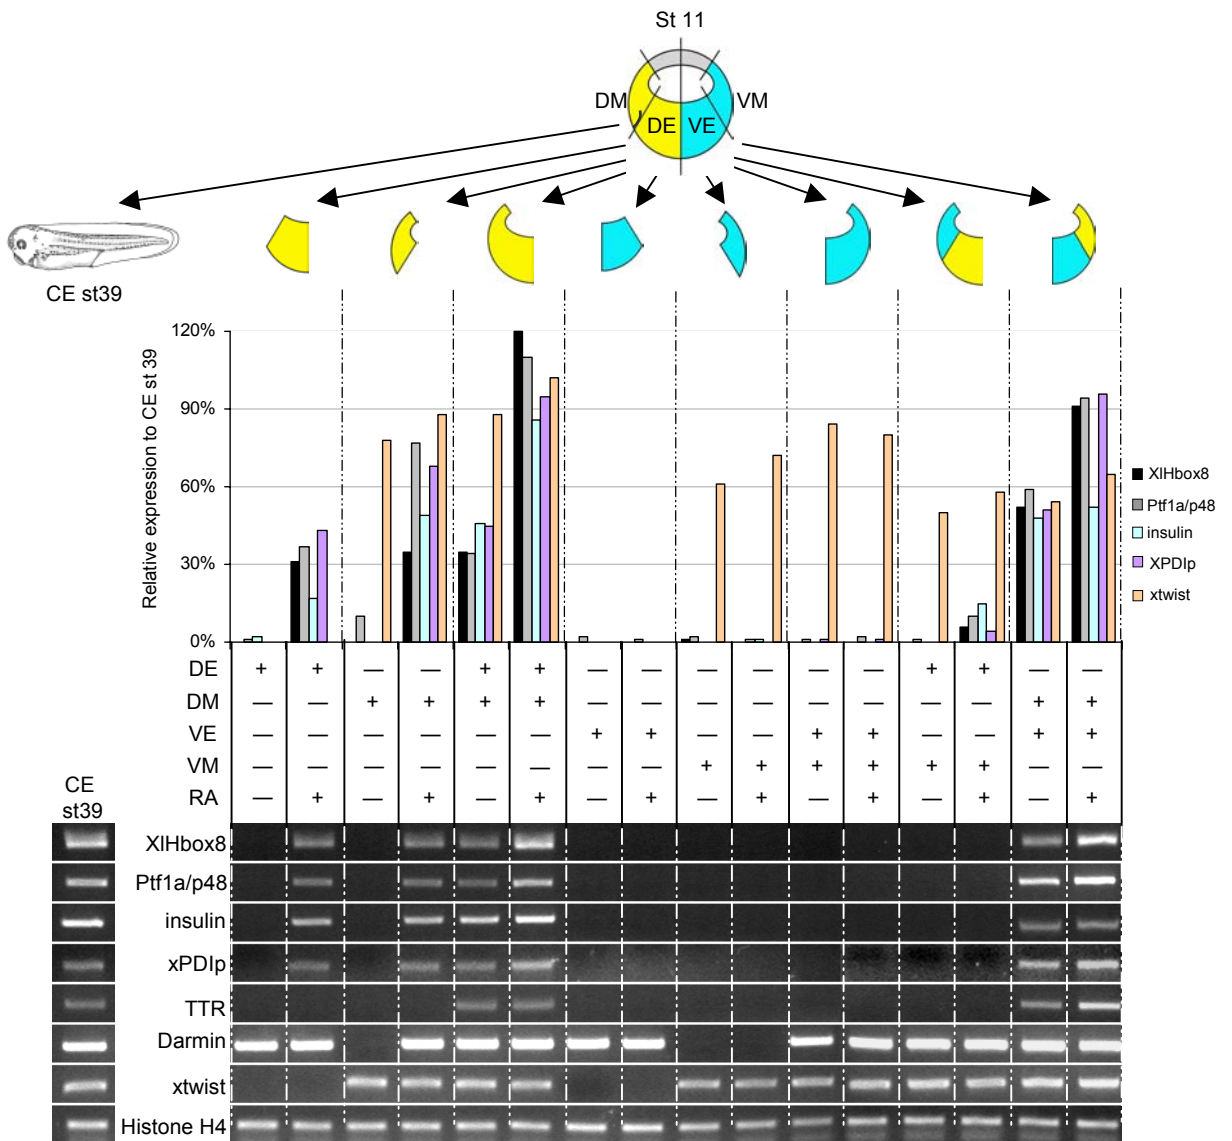 St 11
DM
VM
DE VE
CE st39
Relative expression to CE st 39
120%
90%
60%
30%
0%
XlHbox8
Ptf1a/p48
insulin
XPDIp
xtwist
DE + + — — + + — — — — — — + + — —
DM — — + + + + — — — — — — — — + +
VE — — — — — — + + — — + + — — + +
VM — — — — — — — — + + + + + + — —
RA — + — + — + — + — + — + — + — +
CE
st39
XlHbox8
Ptf1a/p48
insulin
xPDIp
TTR
Darmin
xtwist
Histone H4